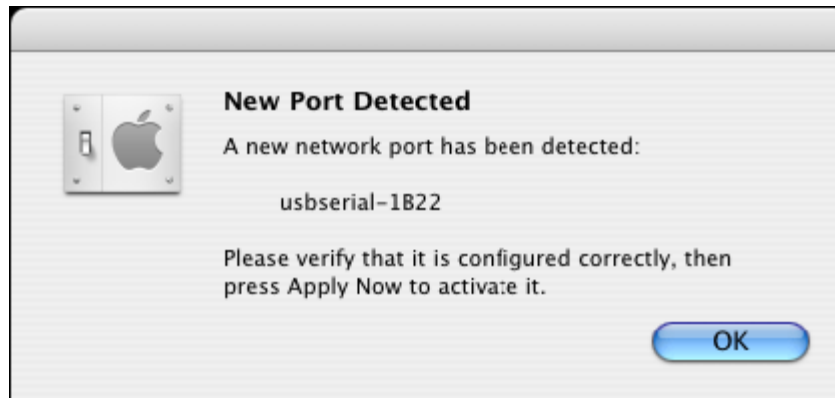 New Port Detected
A new network port has been detected:
usbserial-1B22
Please verify that it is configured correctly, then
press Apply Now to activate it.
OK